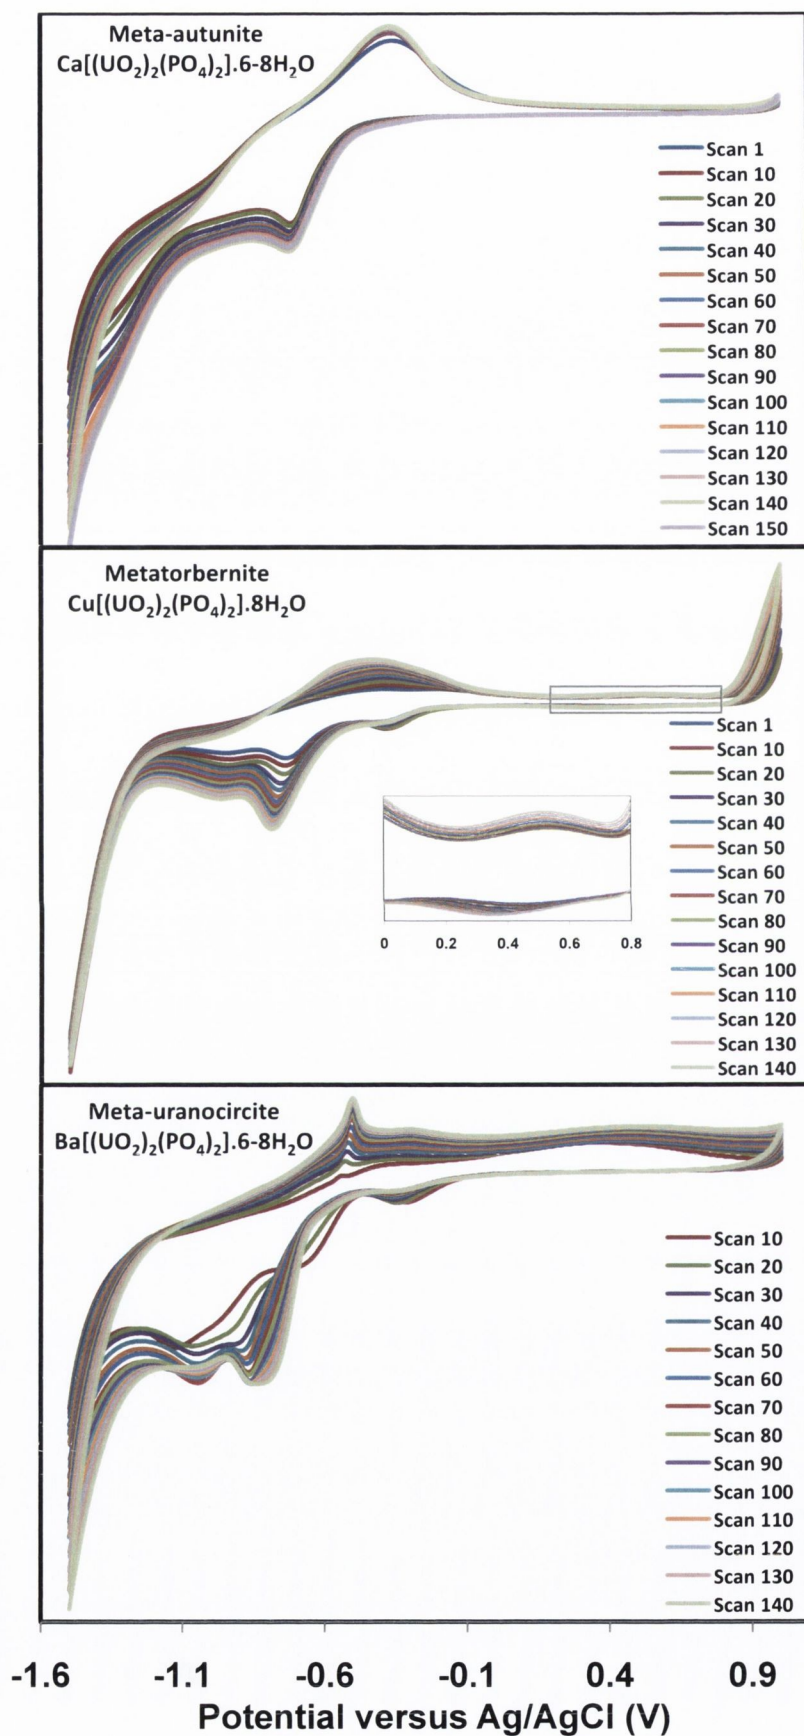 Meta-autunite
Ca[(UO₂)₂(PO₄)₂].6-8H₂O
Scan 1
Scan 10
Scan 20
Scan 30
Scan 40
Scan 50
Scan 60
Scan 70
Scan 80
Scan 90
Scan 100
Scan 110
Scan 120
Scan 130
Scan 140
Scan 150
Metatorbernite
Cu[(UO₂)₂(PO₄)₂].8H₂O
Scan 1
Scan 10
Scan 20
Scan 30
Scan 40
Scan 50
Scan 60
Scan 70
Scan 80
Scan 90
Scan 100
Scan 110
Scan 120
Scan 130
Scan 140
0 0.2 0.4 0.6 0.8
Meta-uranocircite
Ba[(UO₂)₂(PO₄)₂].6-8H₂O
Scan 10
Scan 20
Scan 30
Scan 40
Scan 50
Scan 60
Scan 70
Scan 80
Scan 90
Scan 100
Scan 110
Scan 120
Scan 130
Scan 140
-1.6 -1.1 -0.6 -0.1 0.4 0.9
Potential versus Ag/AgCl (V)